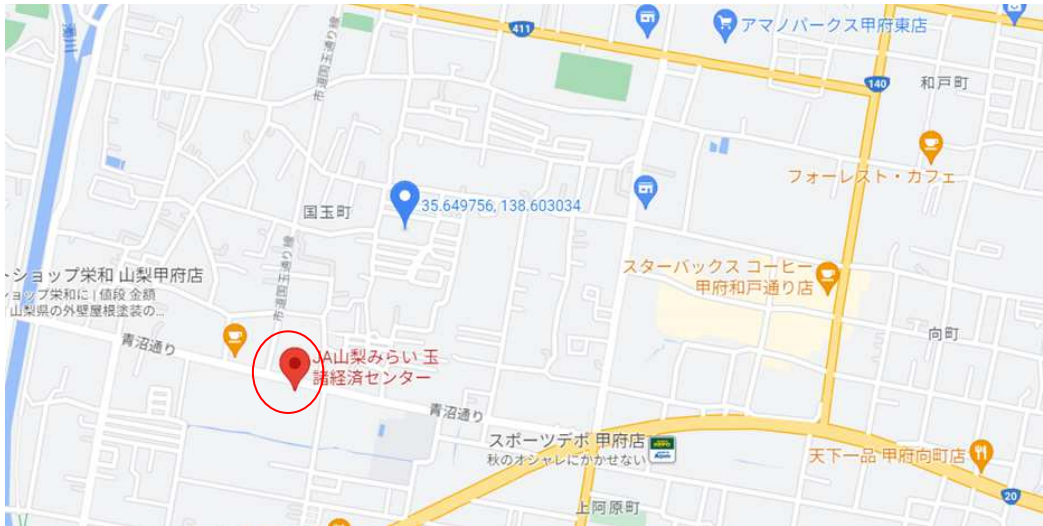 濁川
市道国玉通り線
411
アマノパークス甲府東店
140
和戸町
フォーレスト・カフェ
国玉町
35.649756, 138.603034
市道国玉通り線
スターバックス コーヒー
甲府和戸通り店
トショップ栄和 山梨甲府店
ショップ栄和に | 値段 金額
山梨県の外壁屋根塗装の...
向町
青沼通り
JA山梨みらい 玉
諸経済センター
青沼通り
スポーツデポ 甲府店
秋のオシャレにかかせない
天下一品 甲府向町店
20
上阿原町